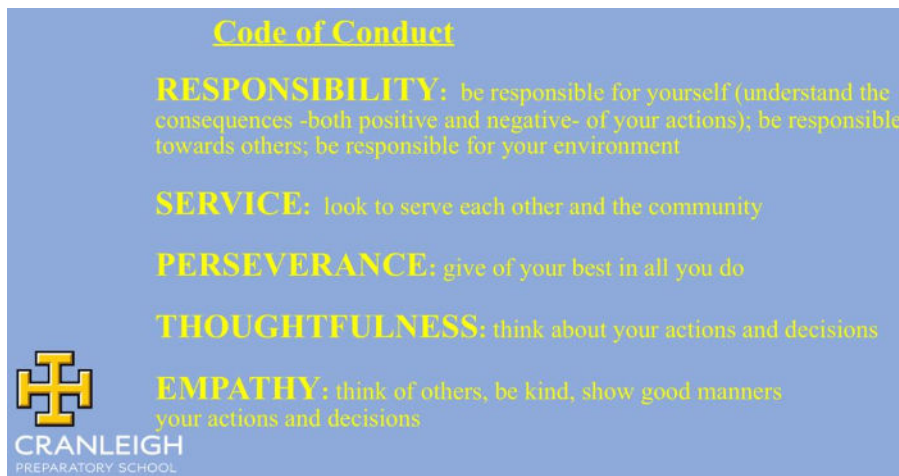 Code of Conduct
RESPONSIBILITY: be responsible for yourself (understand the
consequences -both positive and negative- of your actions); be responsible
towards others; be responsible for your environment
SERVICE: look to serve each other and the community
PERSEVERANCE: give of your best in all you do
THOUGHTFULNESS: think about your actions and decisions
EMPATHY: think of others, be kind, show good manners
your actions and decisions
CRANLEIGH
PREPARATORY SCHOOL